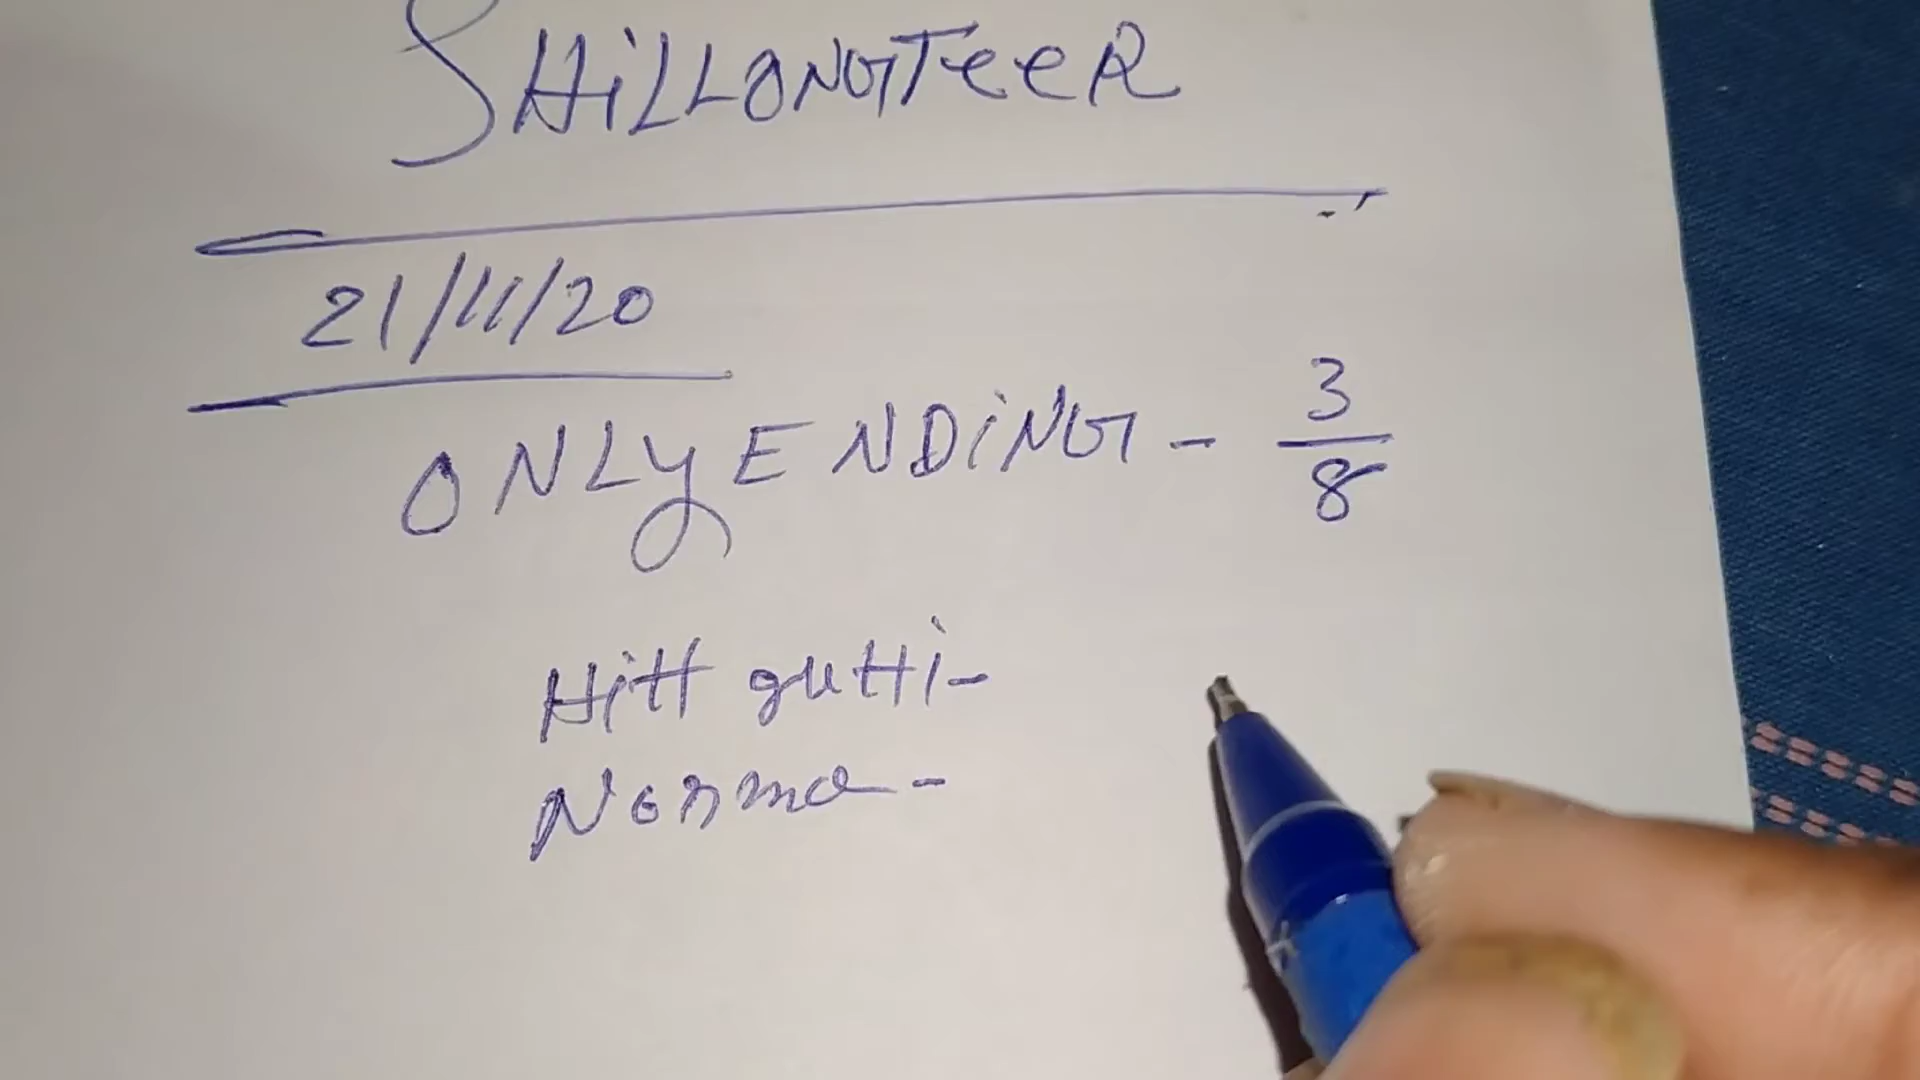 SHiLLONGTeeR
21/11/20
ONLy ENDiNG - 3/8
Hitt gutti-
Norma -